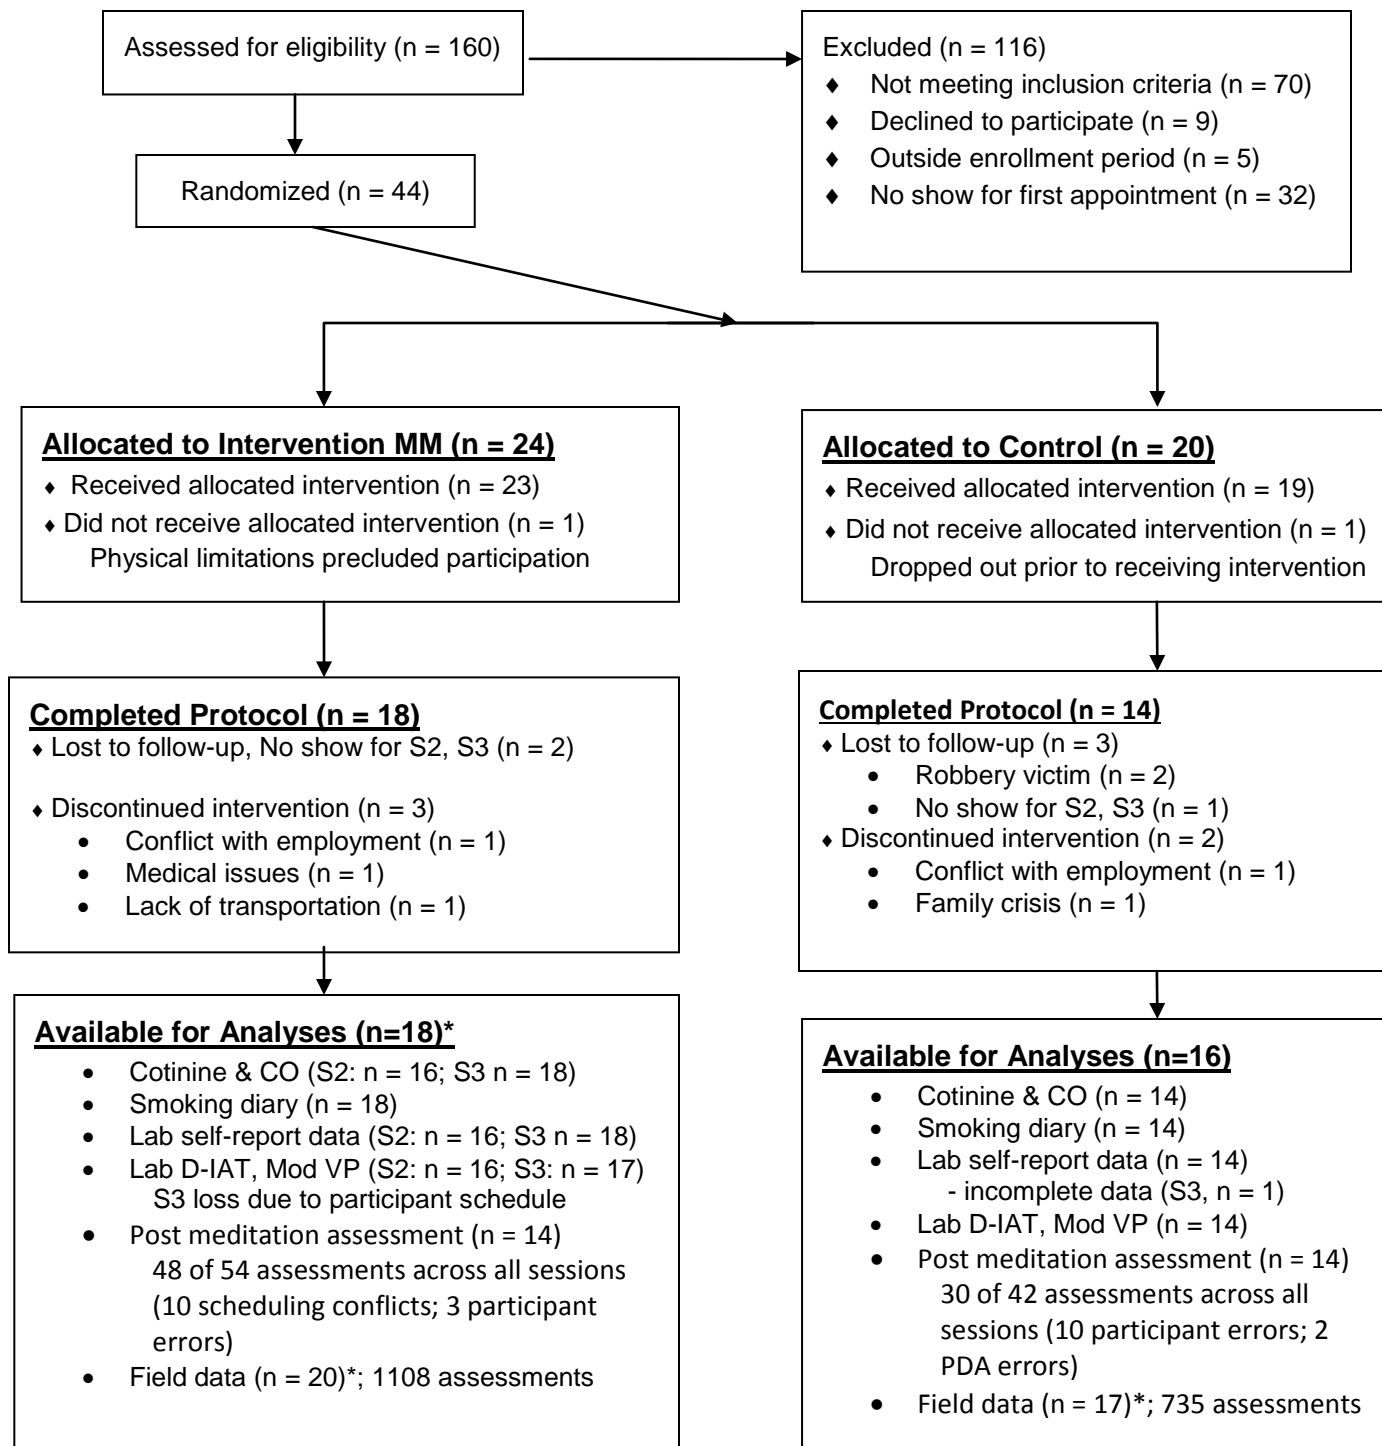 Assessed for eligibility (n = 160)
Excluded (n = 116)
♦ Not meeting inclusion criteria (n = 70)
♦ Declined to participate (n = 9)
♦ Outside enrollment period (n = 5)
♦ No show for first appointment (n = 32)
Randomized (n = 44)
Allocated to Intervention MM (n = 24)
♦ Received allocated intervention (n = 23)
♦ Did not receive allocated intervention (n = 1)
Physical limitations precluded participation
Allocated to Control (n = 20)
♦ Received allocated intervention (n = 19)
♦ Did not receive allocated intervention (n = 1)
Dropped out prior to receiving intervention
Completed Protocol (n = 18)
♦ Lost to follow-up, No show for S2, S3 (n = 2)
♦ Discontinued intervention (n = 3)
• Conflict with employment (n = 1)
• Medical issues (n = 1)
• Lack of transportation (n = 1)
Completed Protocol (n = 14)
♦ Lost to follow-up (n = 3)
• Robbery victim (n = 2)
• No show for S2, S3 (n = 1)
♦ Discontinued intervention (n = 2)
• Conflict with employment (n = 1)
• Family crisis (n = 1)
Available for Analyses (n=18)*
• Cotinine & CO (S2: n = 16; S3 n = 18)
• Smoking diary (n = 18)
• Lab self-report data (S2: n = 16; S3 n = 18)
• Lab D-IAT, Mod VP (S2: n = 16; S3: n = 17)
S3 loss due to participant schedule
• Post meditation assessment (n = 14)
48 of 54 assessments across all sessions
(10 scheduling conflicts; 3 participant
errors)
• Field data (n = 20)*; 1108 assessments
Available for Analyses (n=16)
• Cotinine & CO (n = 14)
• Smoking diary (n = 14)
• Lab self-report data (n = 14)
- incomplete data (S3, n = 1)
• Lab D-IAT, Mod VP (n = 14)
• Post meditation assessment (n = 14)
30 of 42 assessments across all
sessions (10 participant errors; 2
PDA errors)
• Field data (n = 17)*; 735 assessments